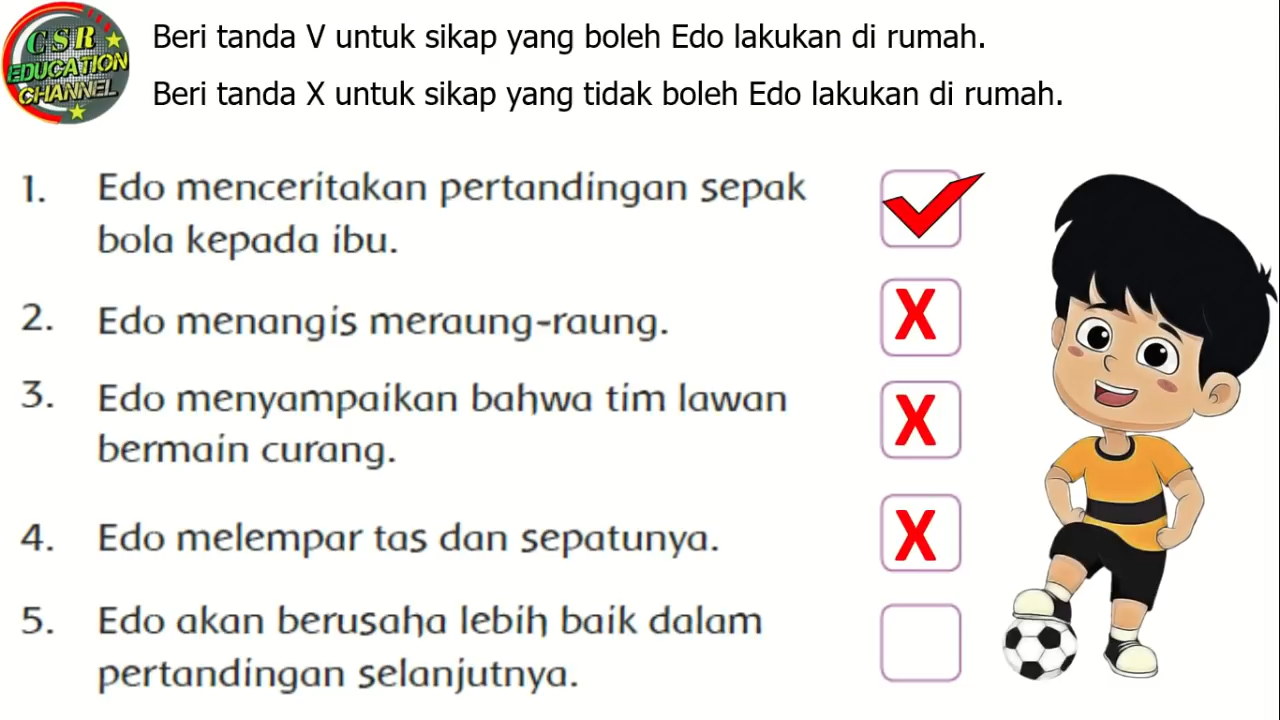 CSR
EDUCATION
CHANNEL
Beri tanda V untuk sikap yang boleh Edo lakukan di rumah.
Beri tanda X untuk sikap yang tidak boleh Edo lakukan di rumah.
1. Edo menceritakan pertandingan sepak
bola kepada ibu.
2. Edo menangis meraung-raung. X
3. Edo menyampaikan bahwa tim lawan
bermain curang. X
4. Edo melempar tas dan sepatunya. X
5. Edo akan berusaha lebih baik dalam
pertandingan selanjutnya.